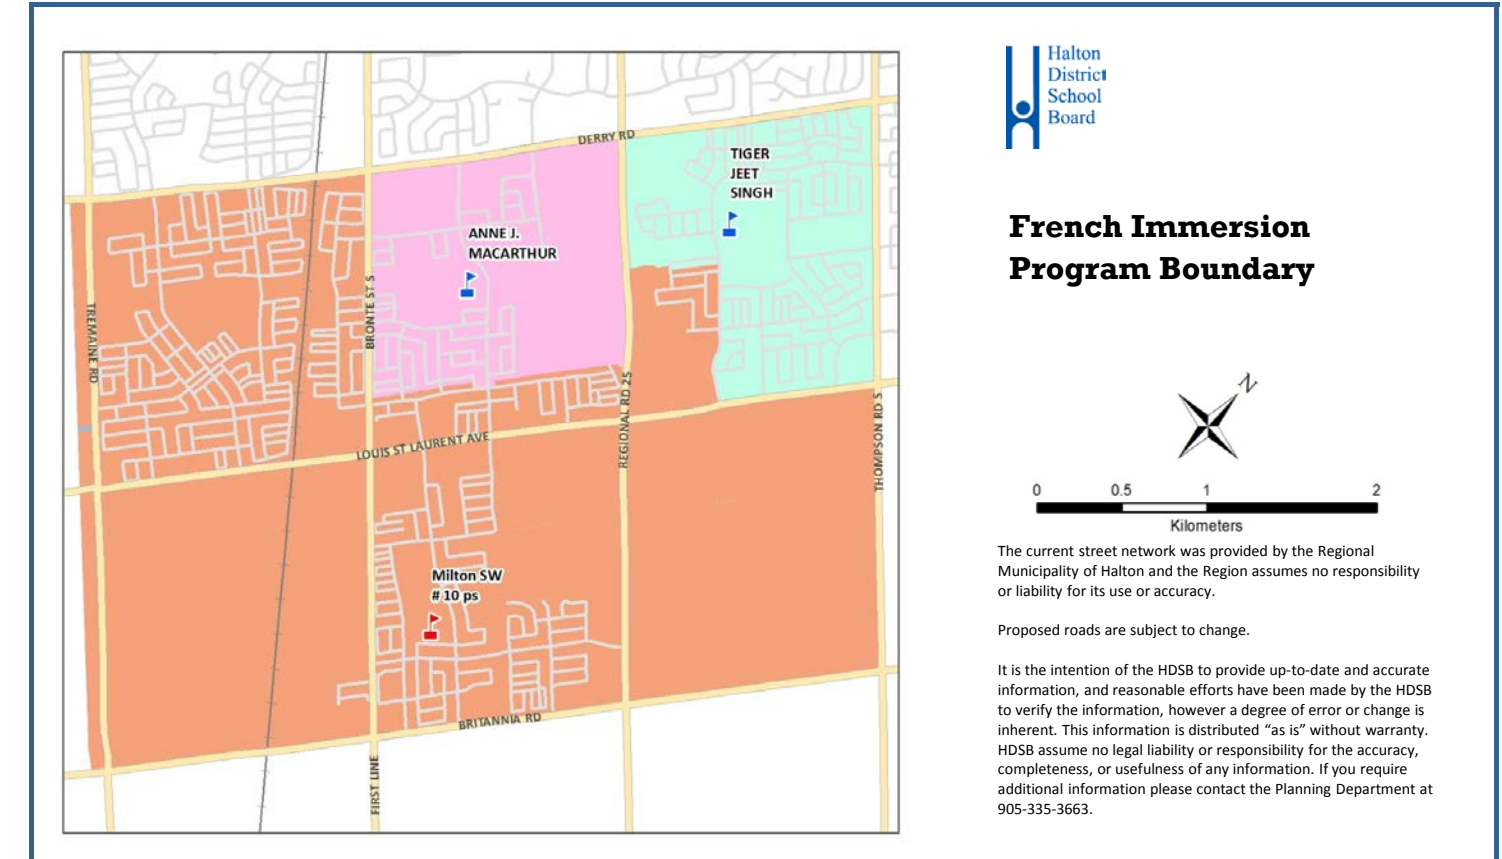 DERRY RD
TIGER
JEET
SINGH
ANNE J.
MACARTHUR
TREMAINE RD
BRONTE ST S
REGIONAL RD 25
THOMPSON RD S
LOUIS ST LAURENT AVE
Milton SW
# 10 ps
BRITANNIA RD
FIRST LINE
Halton
District
School
Board
French Immersion
Program Boundary
N
0 0.5 1 2
Kilometers
The current street network was provided by the Regional
Municipality of Halton and the Region assumes no responsibility
or liability for its use or accuracy.
Proposed roads are subject to change.
It is the intention of the HDSB to provide up-to-date and accurate
information, and reasonable efforts have been made by the HDSB
to verify the information, however a degree of error or change is
inherent. This information is distributed “as is” without warranty.
HDSB assume no legal liability or responsibility for the accuracy,
completeness, or usefulness of any information. If you require
additional information please contact the Planning Department at
905-335-3663.